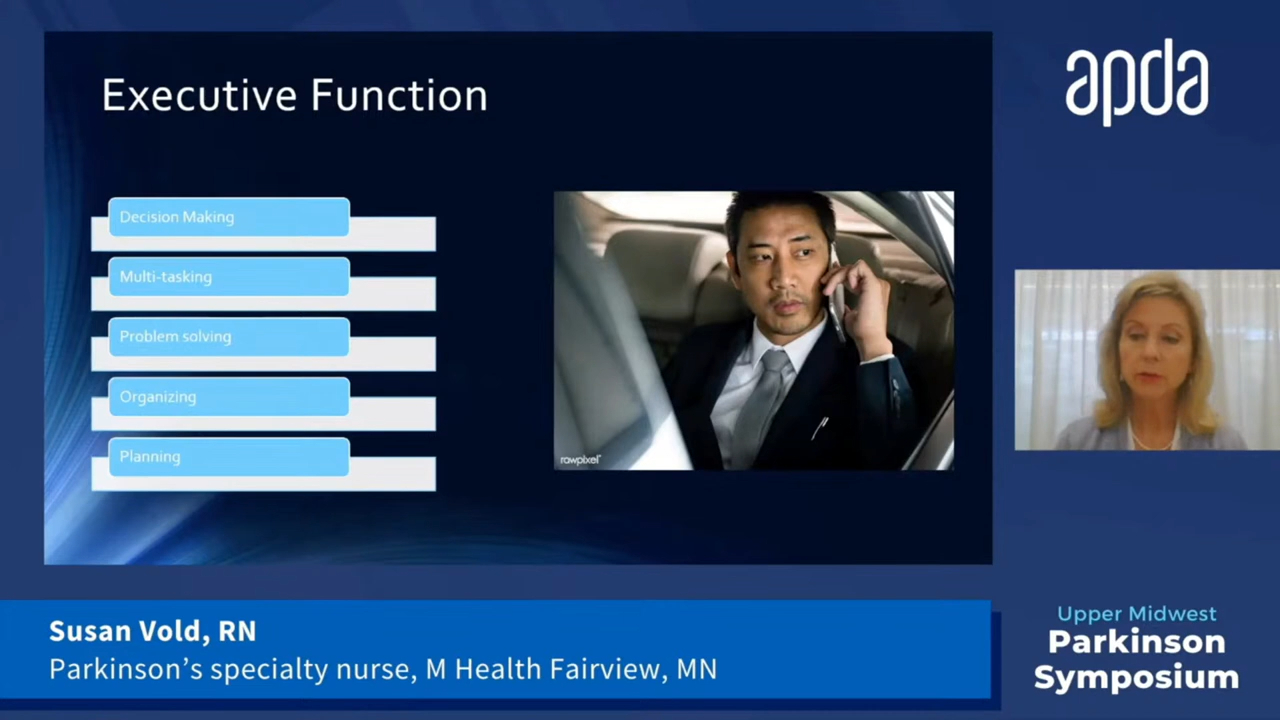 Executive Function
Decision Making
Multi-tasking
Problem solving
Organizing
Planning
rawpixel
apda
Susan Vold, RN
Parkinson’s specialty nurse, M Health Fairview, MN
Upper Midwest
Parkinson
Symposium